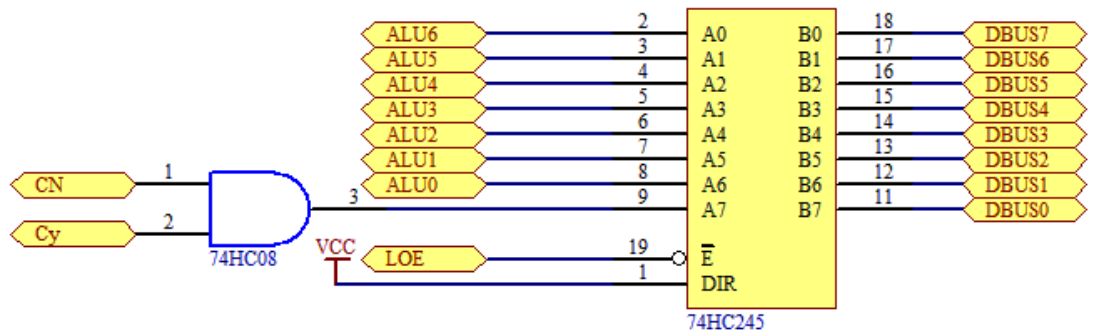 ALU6 2 A0 B0 18 DBUS7
ALU5 3 A1 B1 17 DBUS6
ALU4 4 A2 B2 16 DBUS5
ALU3 5 A3 B3 15 DBUS4
ALU2 6 A4 B4 14 DBUS3
ALU1 7 A5 B5 13 DBUS2
CN 1 ALU0 8 A6 B6 12 DBUS1
3 9 A7 B7 11 DBUS0
Cy 2
74HC08
VCC LOE 19 E
1 DIR
74HC245